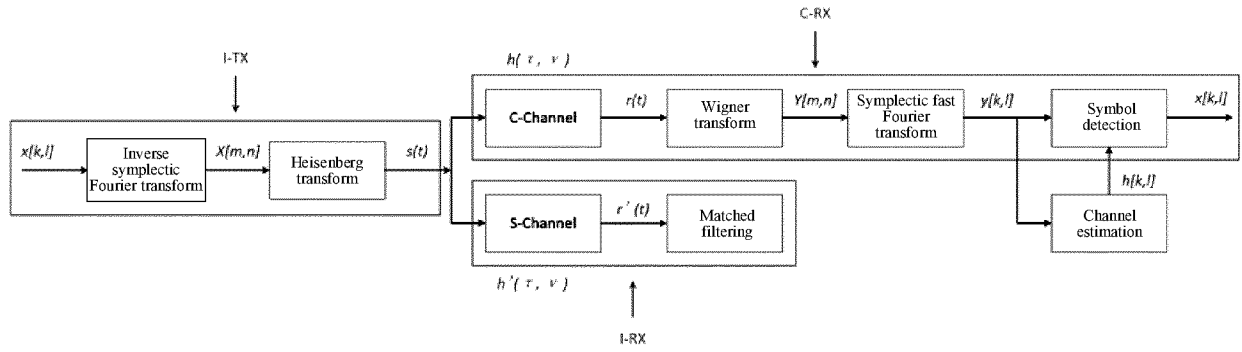 C-RX
I-TX
h( τ, ν )
x[k,l]
Inverse
symplectic
Fourier transform
X[m,n]
Heisenberg
transform
s(t)
C-Channel
r(t)
Wigner
transform
Y[m,n]
Symplectic fast
Fourier
transform
y[k,l]
Symbol
detection
x[k,l]
h[k,l]
S-Channel
r'(t)
Matched
filtering
Channel
estimation
h'( τ, ν )
I-RX